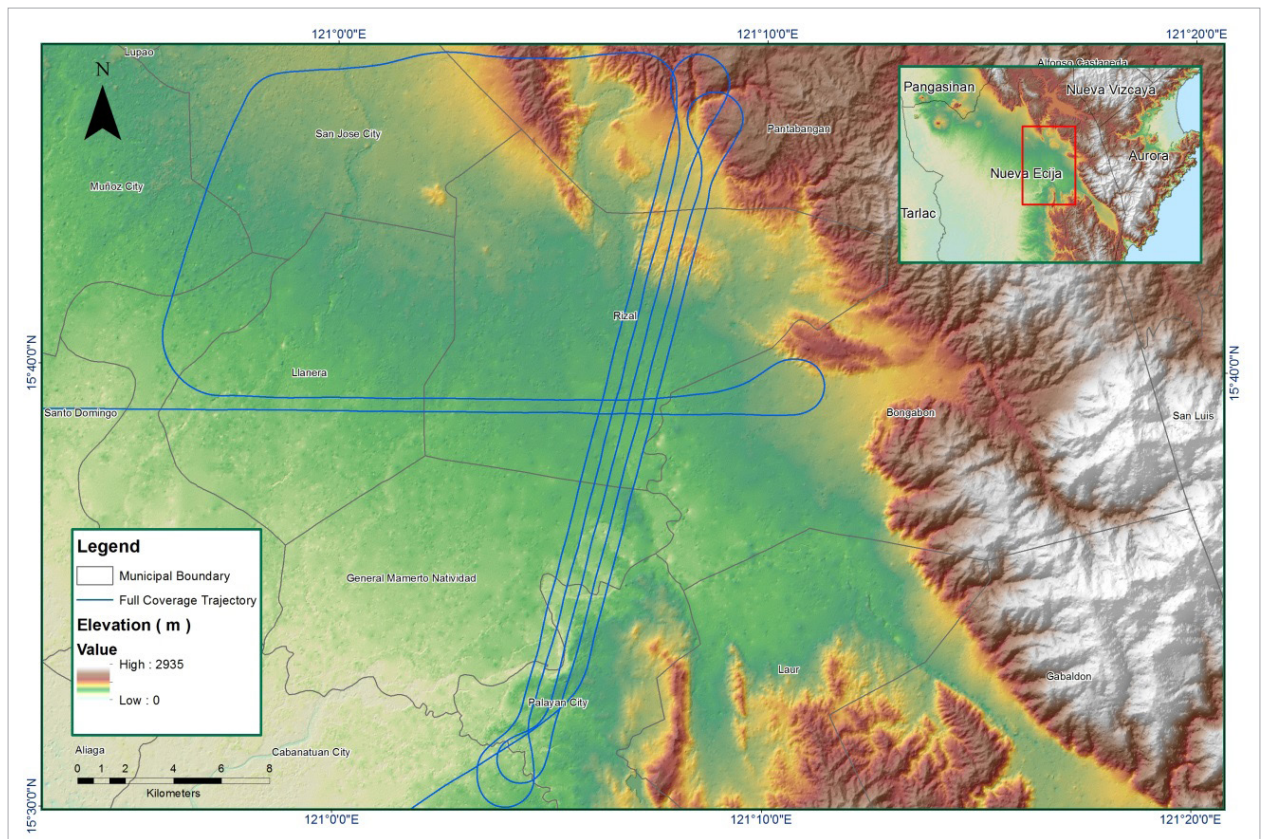 121°0'0"E
121°10'0"E
121°20'0"E
Lupao
N
Alfonso Castaneda
Pangasinan
Nueva Vizcaya
San Jose City
Pantabangan
Aurora
Nueva Ecija
Muñoz City
Tarlac
Rizal
15°40'0"N
15°40'0"N
Llanera
Santo Domingo
Bongabon
San Luis
Legend
Municipal Boundary
General Mamerto Natividad
Full Coverage Trajectory
Elevation ( m )
Value
High : 2935
Low : 0
Laur
Gabaldon
Palayan City
Aliaga
Cabanatuan City
0 1 2 4 6 8
Kilometers
15°30'0"N
15°30'0"N
121°0'0"E
121°10'0"E
121°20'0"E